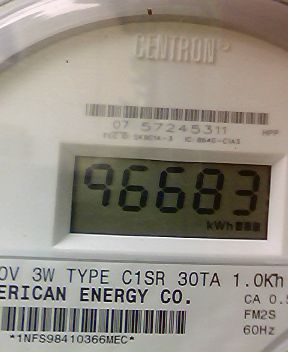 CENTRON®
07 57245311 HPP
96683
kWh
0V 3W TYPE C1SR 30TA 1.0Kh
ERICAN ENERGY CO. CA 0.5
FM2S
60Hz
*1NFS98410366MEC*